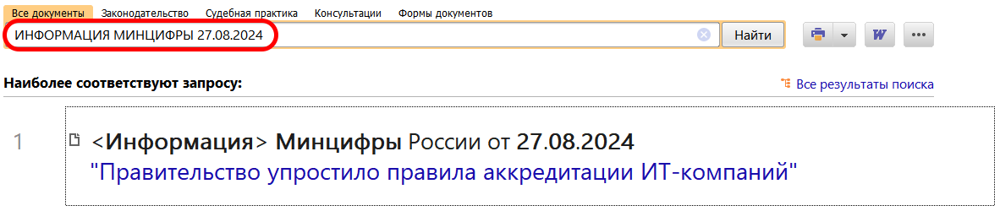 Все документы Законодательство Судебная практика Консультации Формы документов
ИНФОРМАЦИЯ МИНЦИФРЫ 27.08.2024 Найти W
Наиболее соответствуют запросу: Все результаты поиска
1 <Информация> Минцифры России от 27.08.2024
"Правительство упростило правила аккредитации ИТ-компаний"